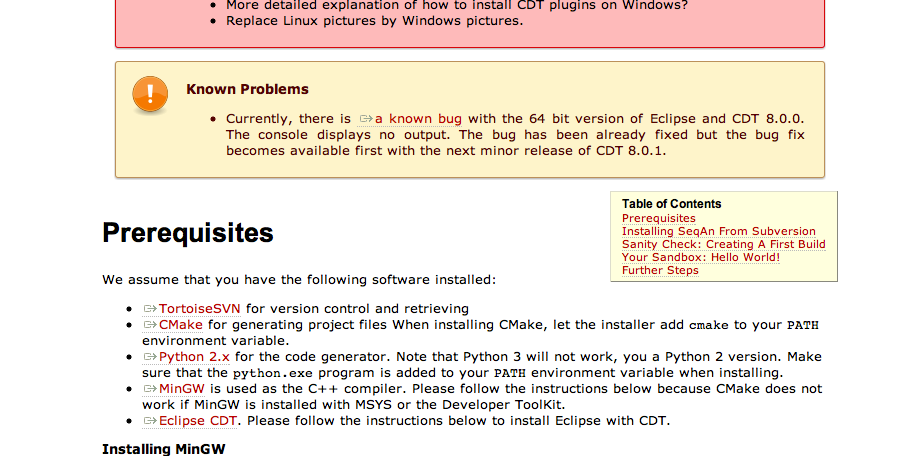 More detailed explanation of how to install CDT plugins on Windows?
Replace Linux pictures by Windows pictures.
Known Problems
Currently, there is a known bug with the 64 bit version of Eclipse and CDT 8.0.0.
The console displays no output. The bug has been already fixed but the bug fix
becomes available first with the next minor release of CDT 8.0.1.
Table of Contents
Prerequisites
Installing SeqAn From Subversion
Sanity Check: Creating A First Build
Your Sandbox: Hello World!
Further Steps
Prerequisites
We assume that you have the following software installed:
TortoiseSVN for version control and retrieving
CMake for generating project files When installing CMake, let the installer add cmake to your PATH
environment variable.
Python 2.x for the code generator. Note that Python 3 will not work, you a Python 2 version. Make
sure that the python.exe program is added to your PATH environment variable when installing.
MinGW is used as the C++ compiler. Please follow the instructions below because CMake does not
work if MinGW is installed with MSYS or the Developer ToolKit.
Eclipse CDT. Please follow the instructions below to install Eclipse with CDT.
Installing MinGW